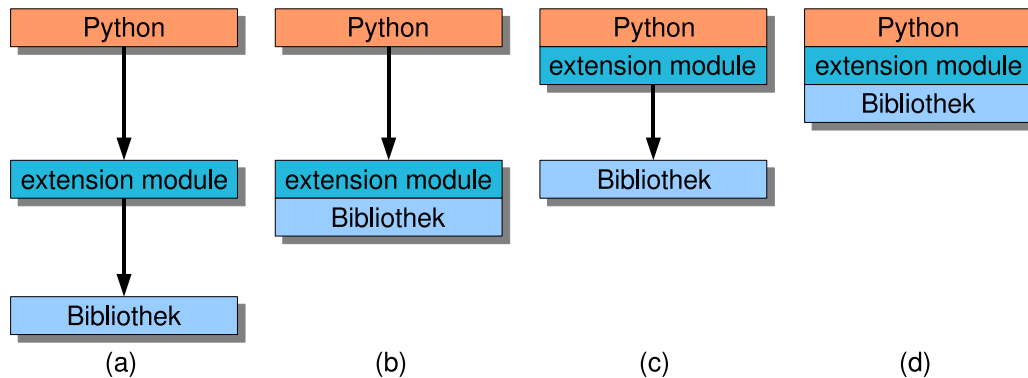 Python
extension module
Bibliothek
(a)
Python
extension module
Bibliothek
(b)
Python
extension module
Bibliothek
(c)
Python
extension module
Bibliothek
(d)